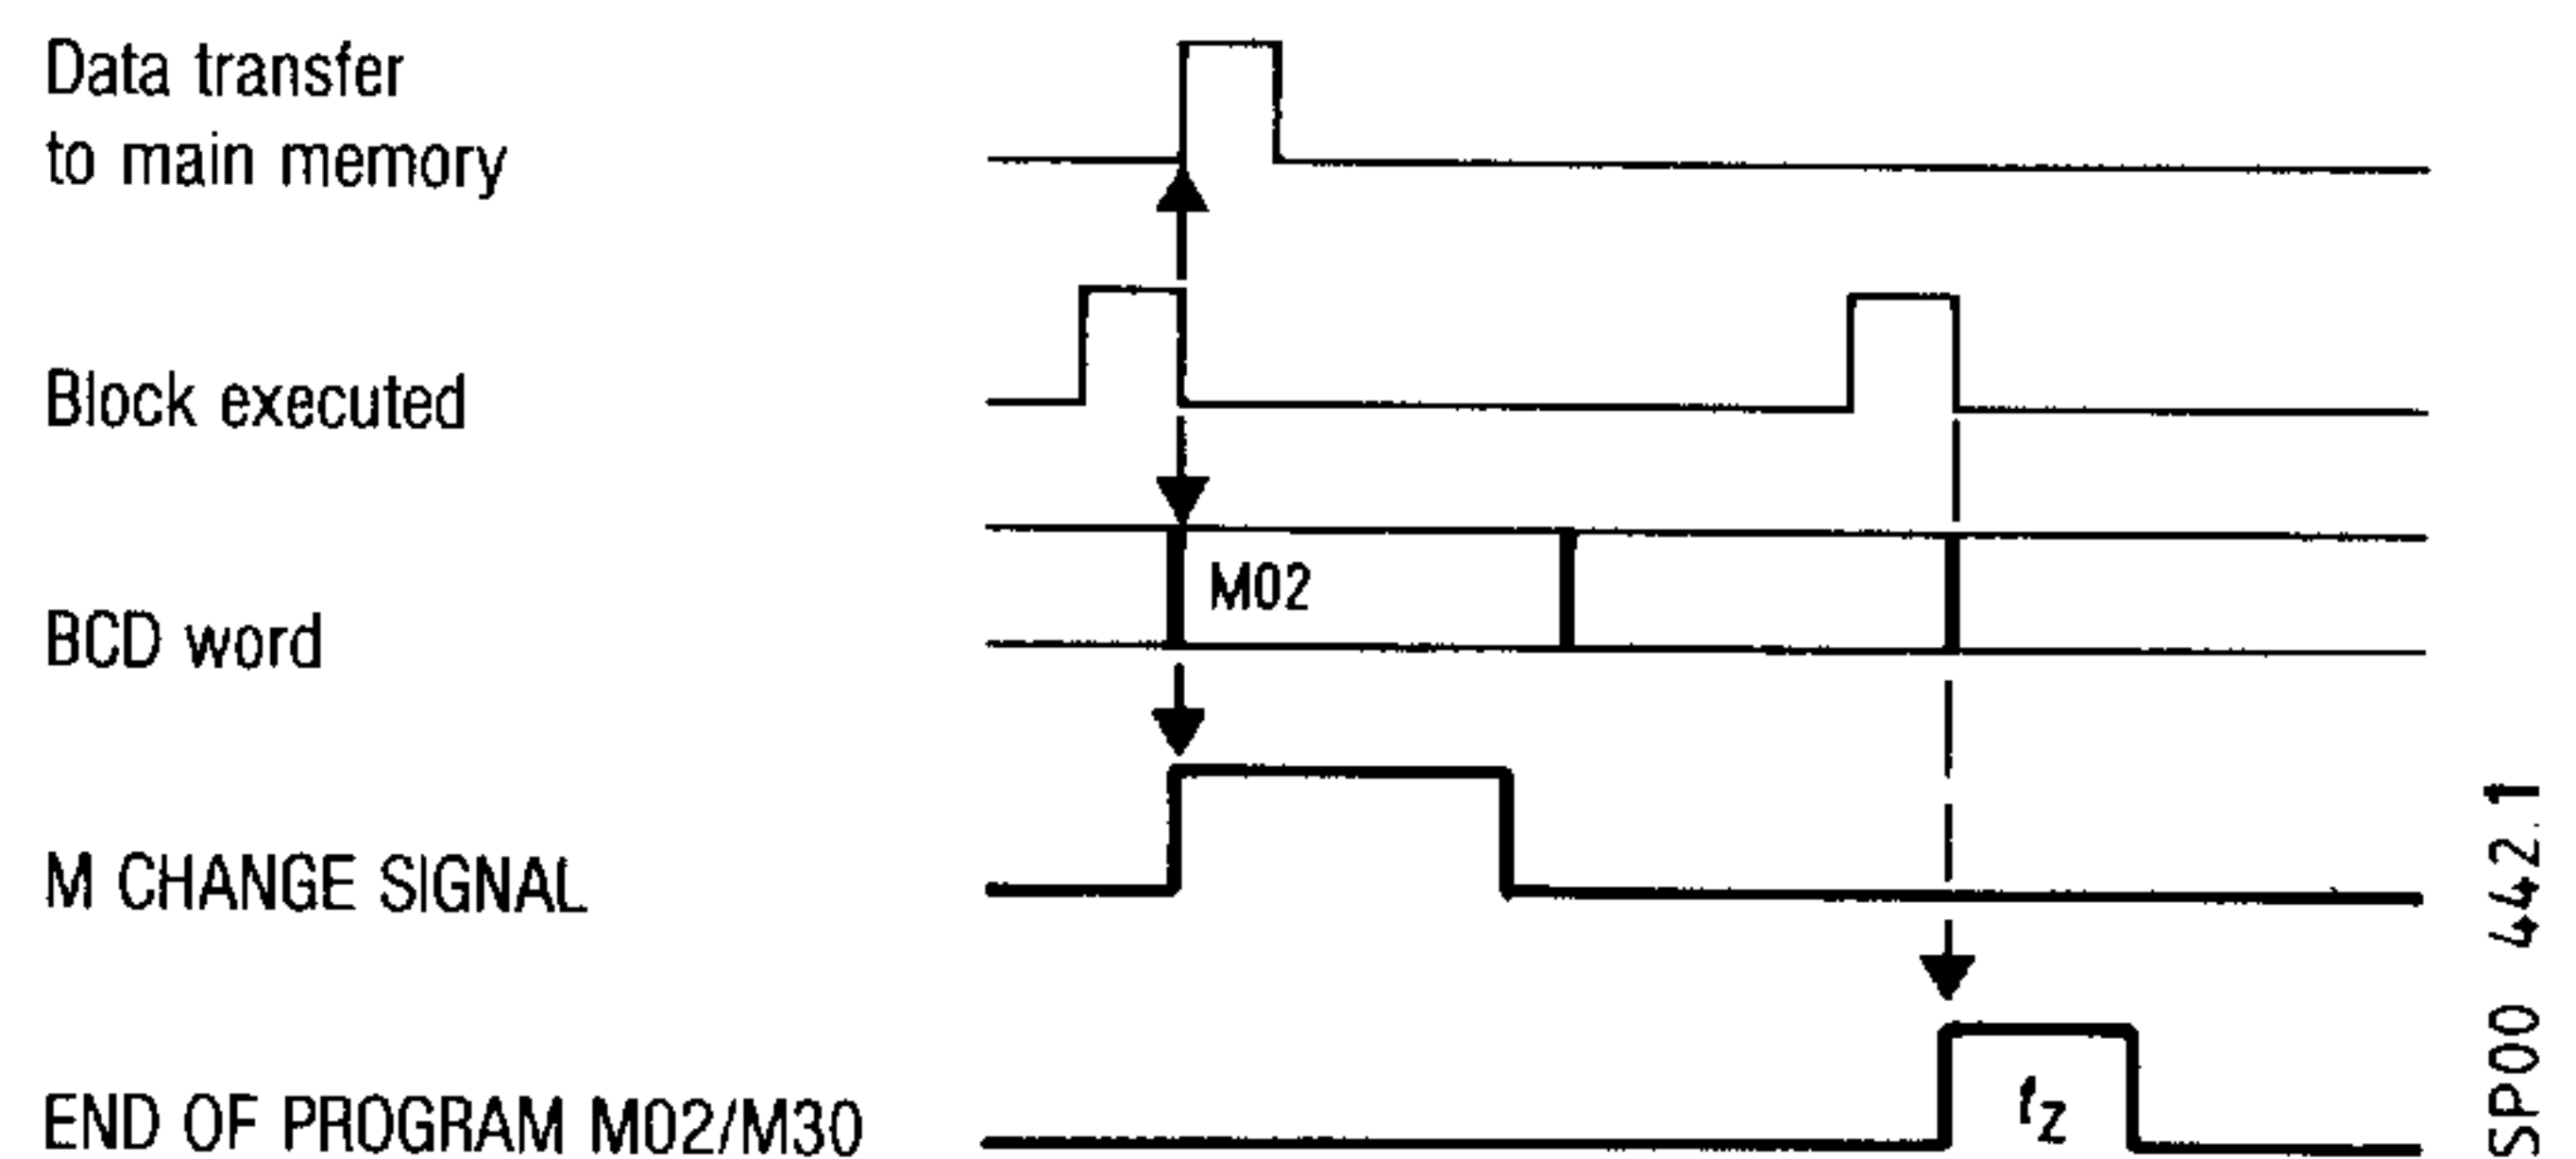 Data transfer
to main memory
Block executed
M02
BCD word
M CHANGE SIGNAL
END OF PROGRAM M02/M30
tz
SP00 442.1